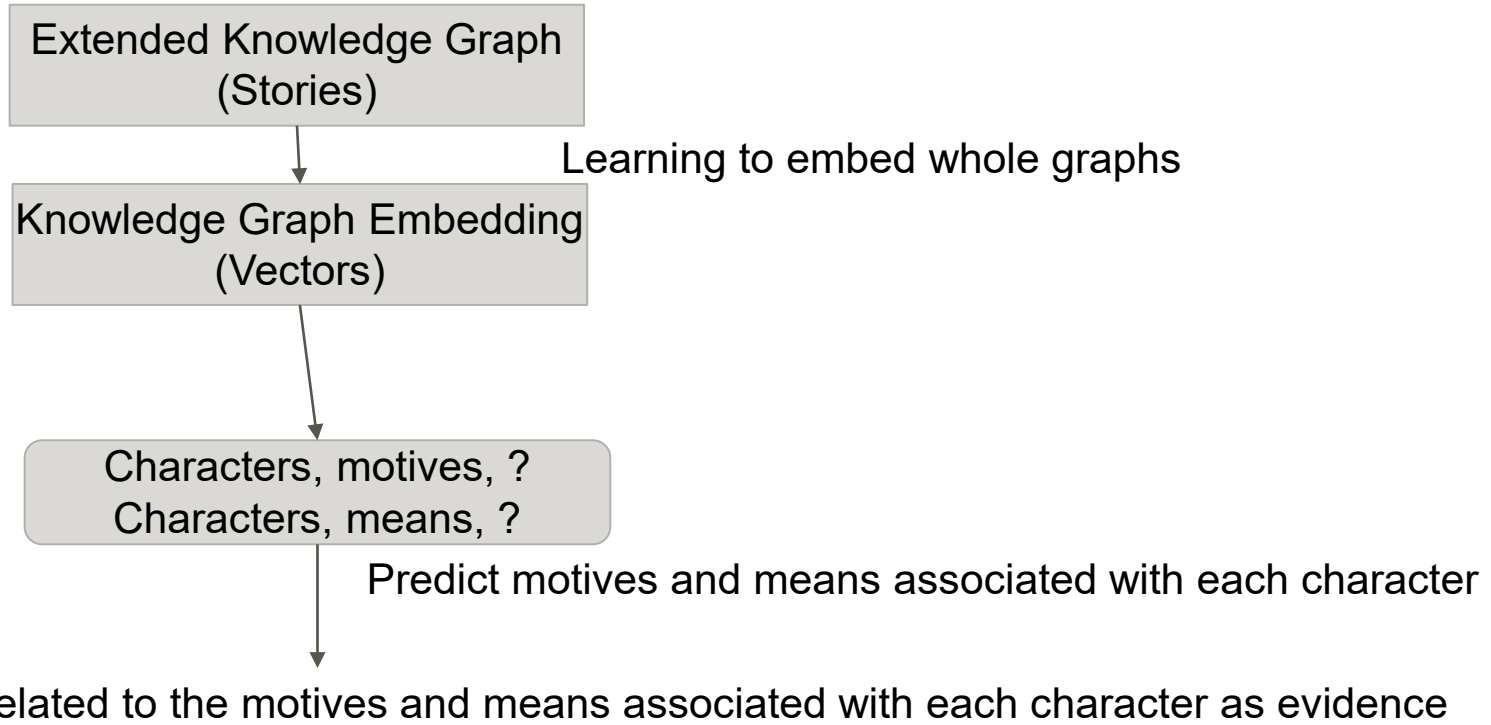 Extended Knowledge Graph
(Stories)
Learning to embed whole graphs
Knowledge Graph Embedding
(Vectors)
Characters, motives, ?
Characters, means, ?
Predict motives and means associated with each character
to the motives and means associated with each character as evidence